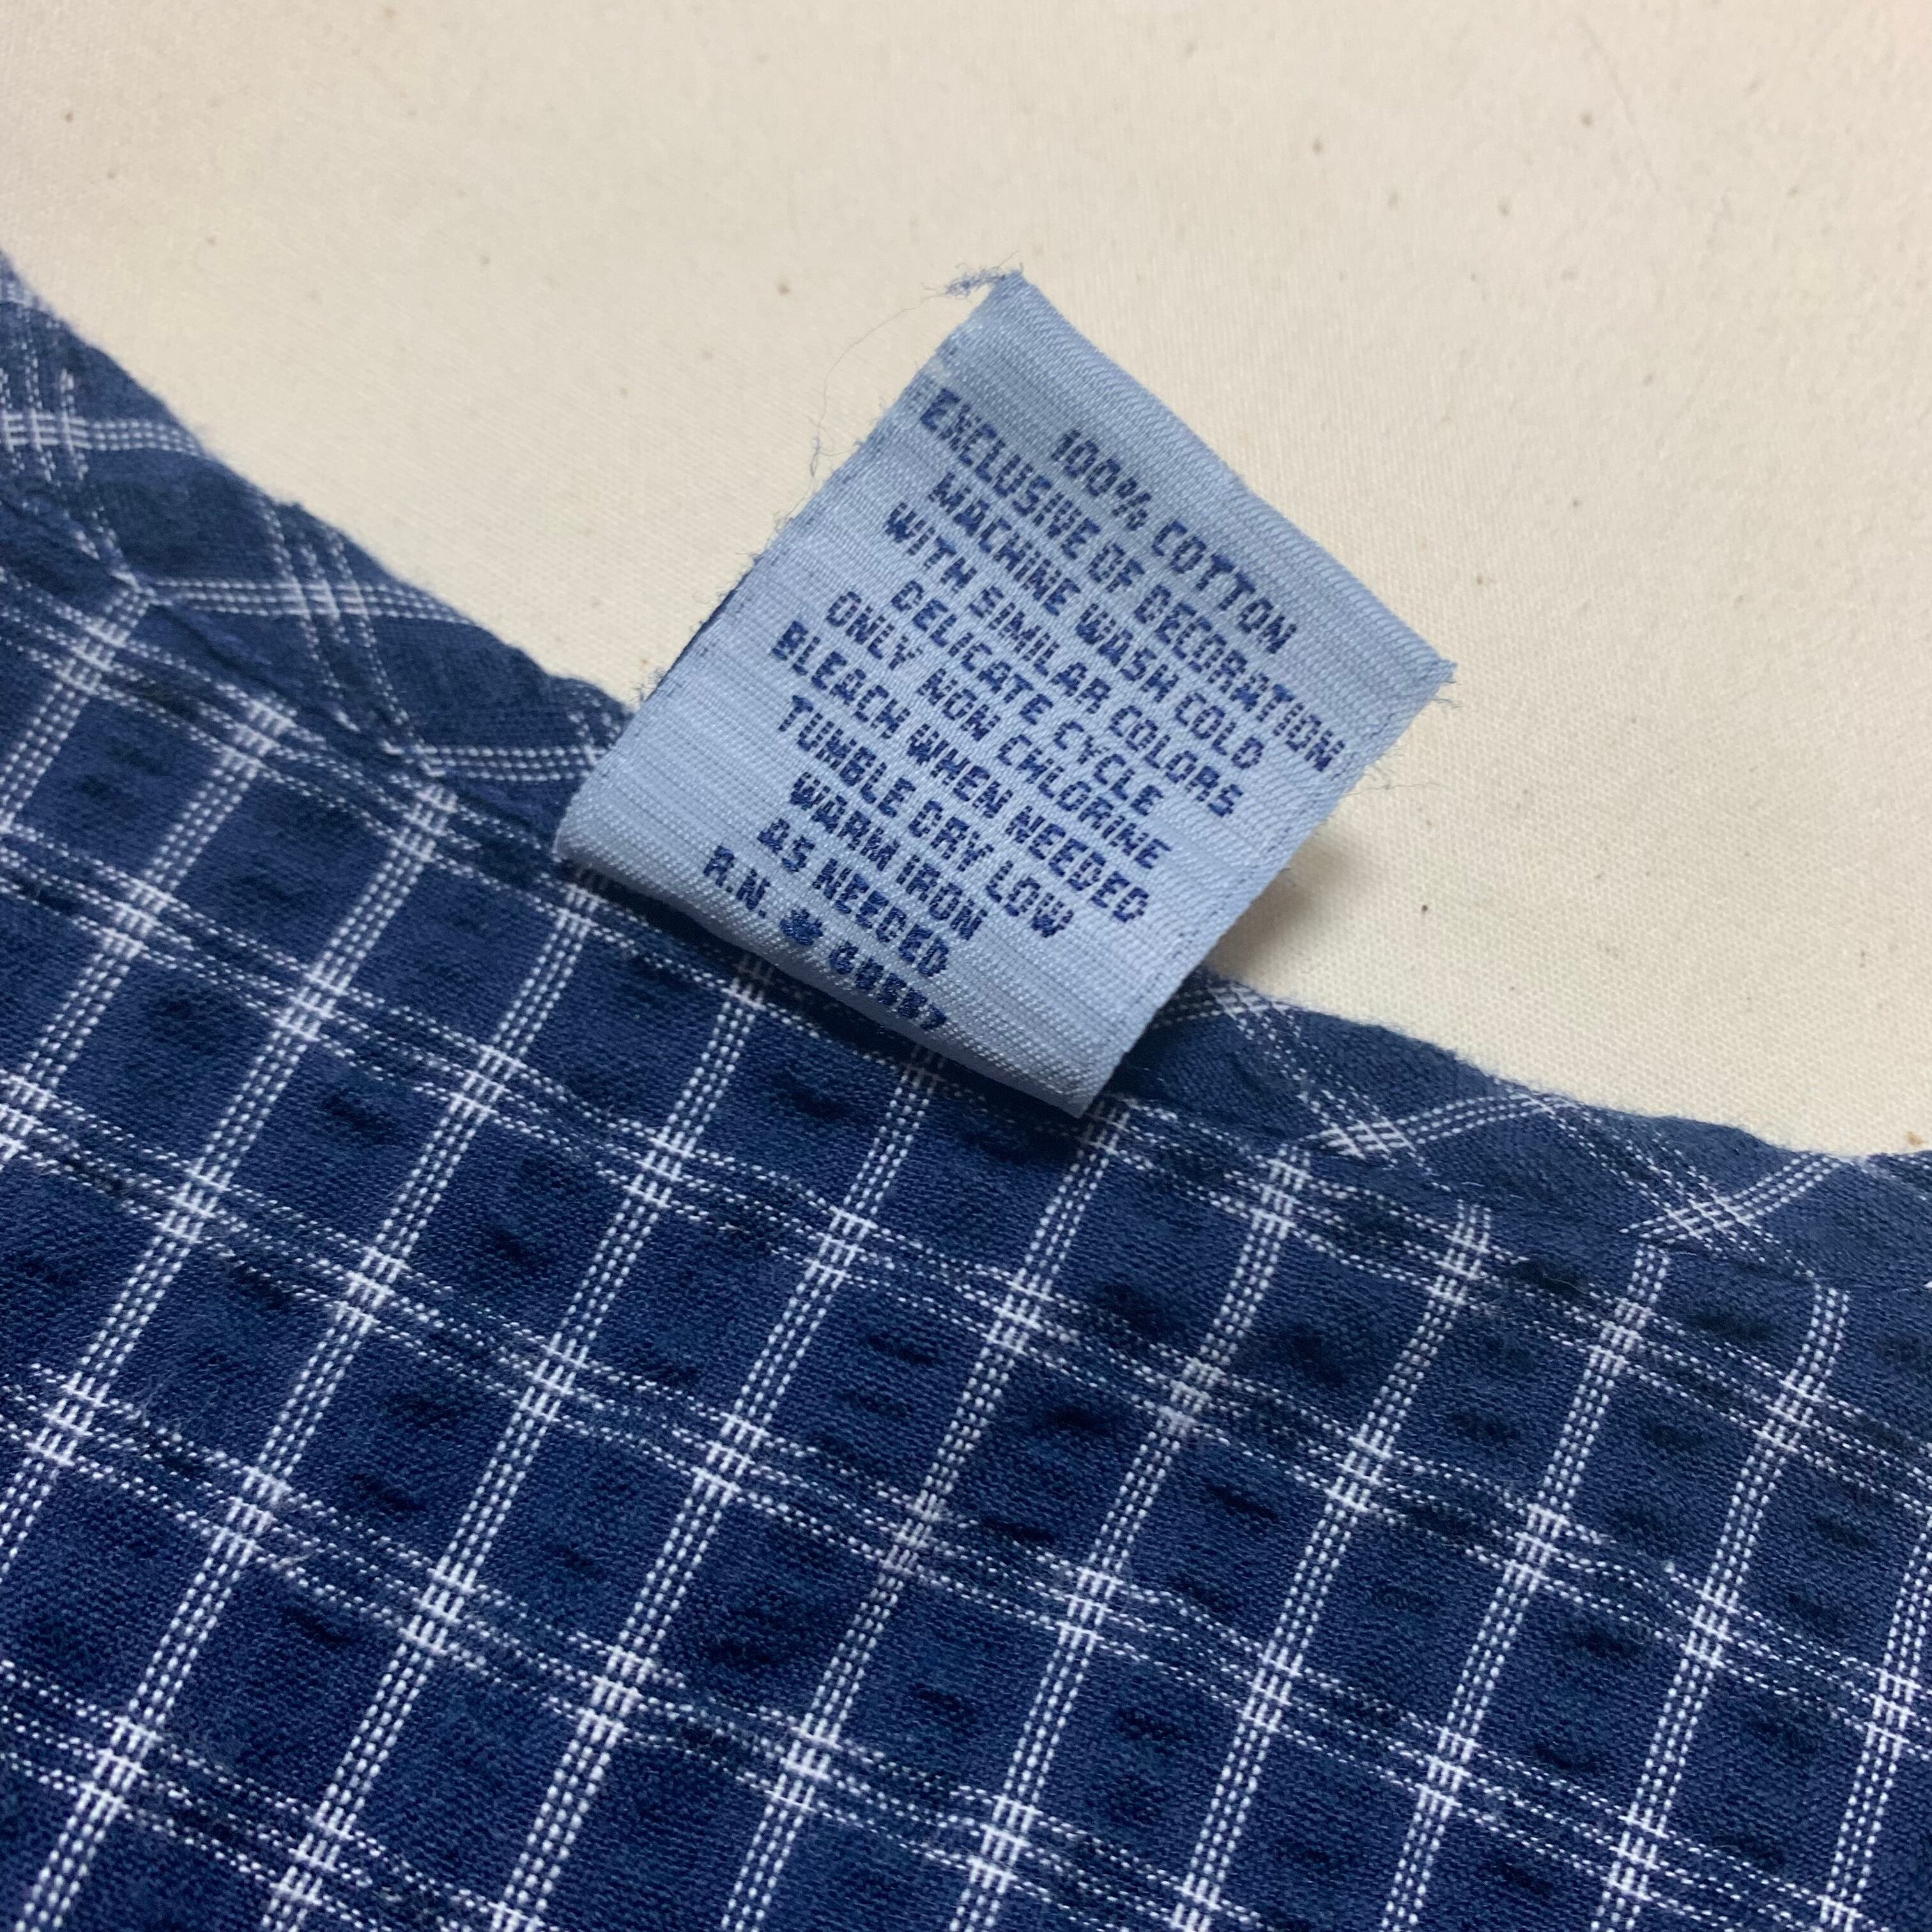 100% COTTON
EXCLUSIVE OF DECORATION
MACHINE WASH COLD
WITH SIMILAR COLORS
DELICATE CYCLE
ONLY NON CHLORINE
BLEACH WHEN NEEDED
TUMBLE DRY LOW
WARM IRON
AS NEEDED
R.N. #